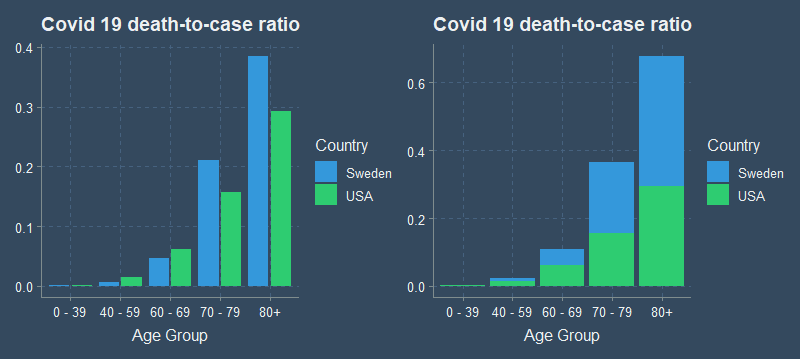 Covid 19 death-to-case ratio
0.4
0.3
0.2
0.1
0.0
0 - 39 40 - 59 60 - 69 70 - 79 80+
Age Group
Country
Sweden
USA
Covid 19 death-to-case ratio
0.6
0.4
0.2
0.0
0 - 39 40 - 59 60 - 69 70 - 79 80+
Age Group
Country
Sweden
USA